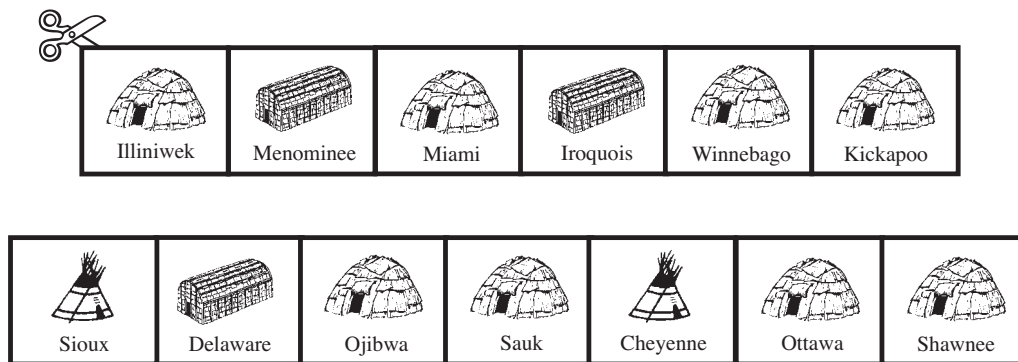 Illiniwek Menominee Miami Iroquois Winnebago Kickapoo
Sioux Delaware Ojibwa Sauk Cheyenne Ottawa Shawnee